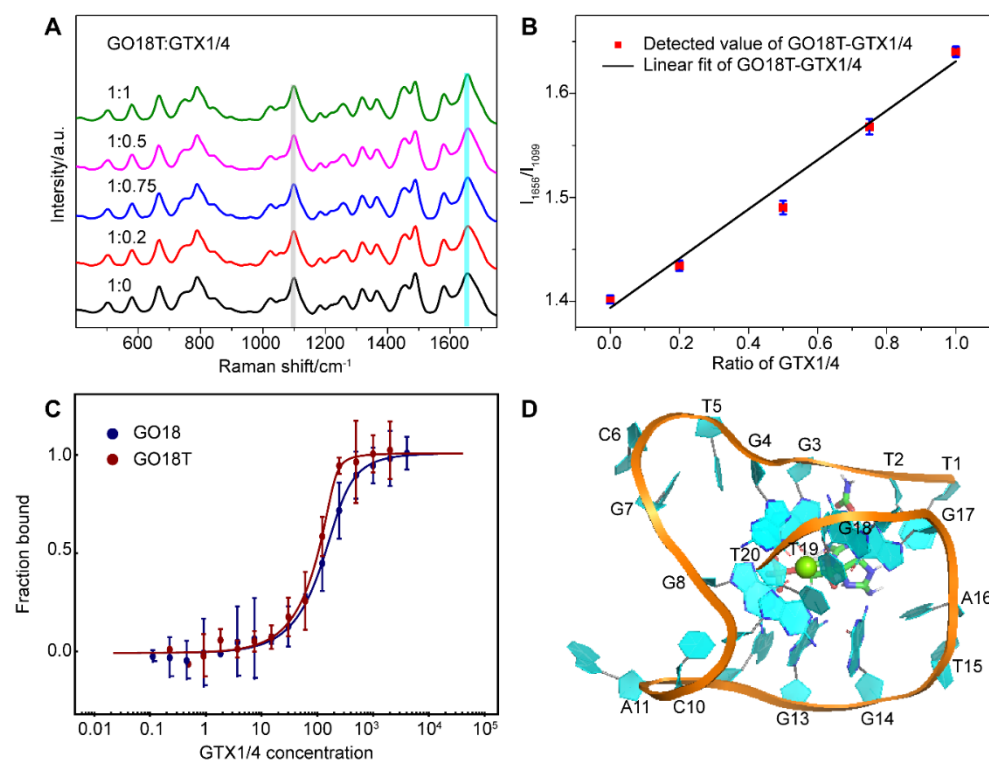 A
GO18T:GTX1/4
1:1
1:0.5
1:0.75
1:0.2
1:0
Intersity/a.u.
600 800 1000 1200 1400 1600
Raman shift/cm⁻¹
B
Detected value of GO18T-GTX1/4
Linear fit of GO18T-GTX1/4
I₁₆₅₆/I₁₀₉₉
1.6
1.5
1.4
0.0 0.2 0.4 0.6 0.8 1.0
Ratio of GTX1/4
C
GO18
GO18T
Fraction bound
1.0
0.5
0.0
0.01 0.1 1 10 100 10³ 10⁴ 10⁵
GTX1/4 concentration
D
T5
C6
G4
G3
T2
T1
G7
G17
G18
T20
T19
G8
A16
T15
A11
C10
G13
G14